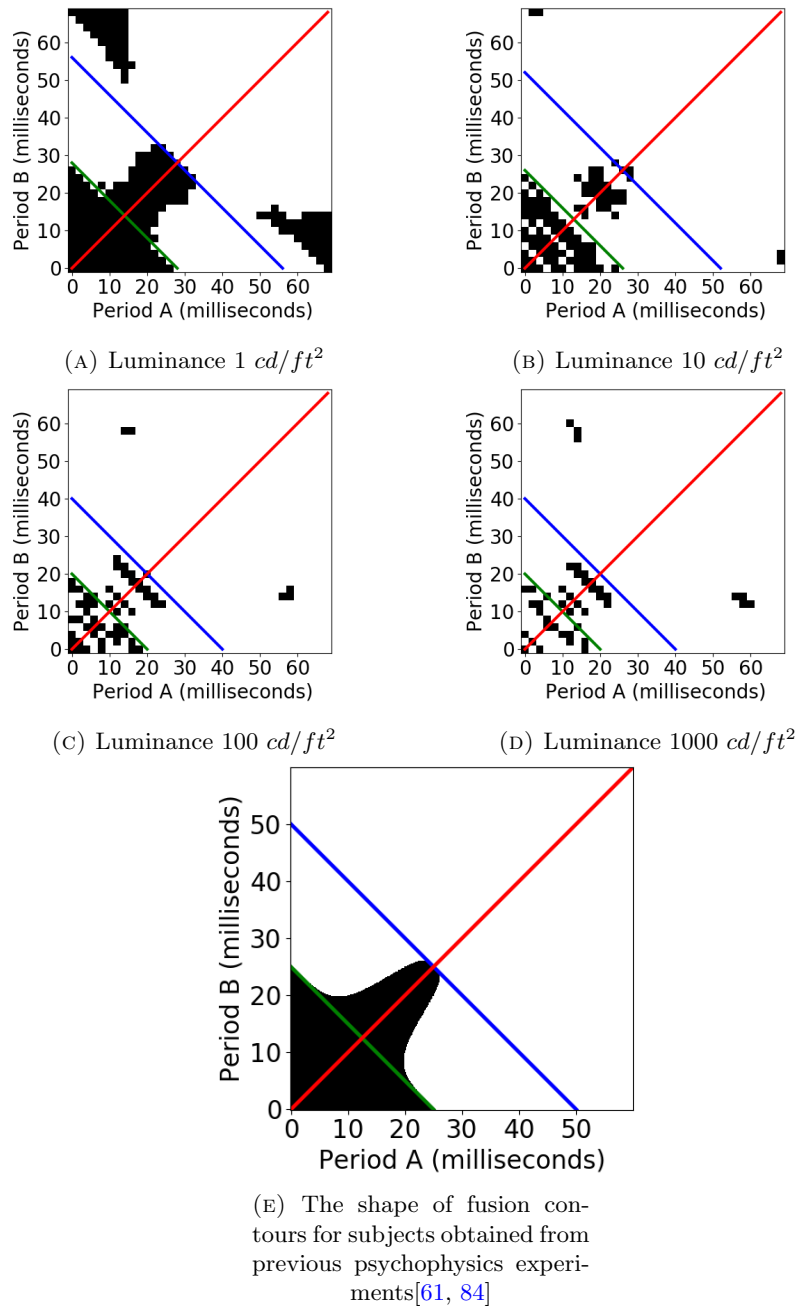 60
50
40
30
20
10
0
Period B (milliseconds)
0 10 20 30 40 50 60
Period A (milliseconds)
(A) Luminance 1 cd/ft²
60
50
40
30
20
10
0
Period B (milliseconds)
0 10 20 30 40 50 60
Period A (milliseconds)
(B) Luminance 10 cd/ft²
60
50
40
30
20
10
0
Period B (milliseconds)
0 10 20 30 40 50 60
Period A (milliseconds)
(C) Luminance 100 cd/ft²
60
50
40
30
20
10
0
Period B (milliseconds)
0 10 20 30 40 50 60
Period A (milliseconds)
(D) Luminance 1000 cd/ft²
50
40
30
20
10
0
Period B (milliseconds)
0 10 20 30 40 50
Period A (milliseconds)
(E) The shape of fusion con-
tours for subjects obtained from
previous psychophysics experi-
ments[61, 84]